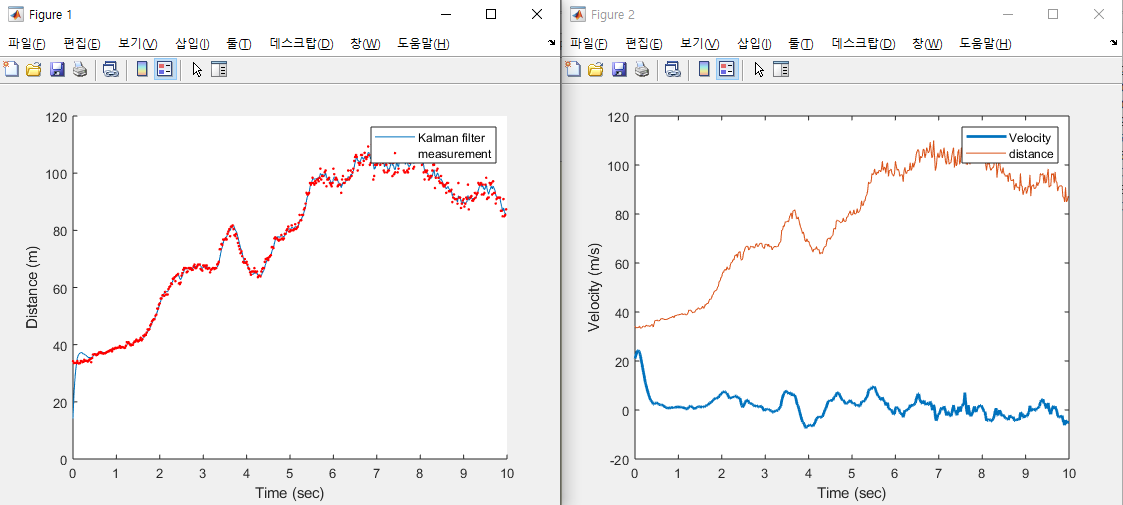 Figure 1
파일(F) 편집(E) 보기(V) 삽입(I) 툴(T) 데스크탑(D) 창(W) 도움말(H)
120
100
80
60
40
20
0
Distance (m)
Kalman filter
measurement
0 1 2 3 4 5 6 7 8 9 10
Time (sec)
Figure 2
파일(F) 편집(E) 보기(V) 삽입(I) 툴(T) 데스크탑(D) 창(W) 도움말(H)
120
100
80
60
40
20
0
-20
Velocity (m/s)
Velocity
distance
0 1 2 3 4 5 6 7 8 9 10
Time (sec)